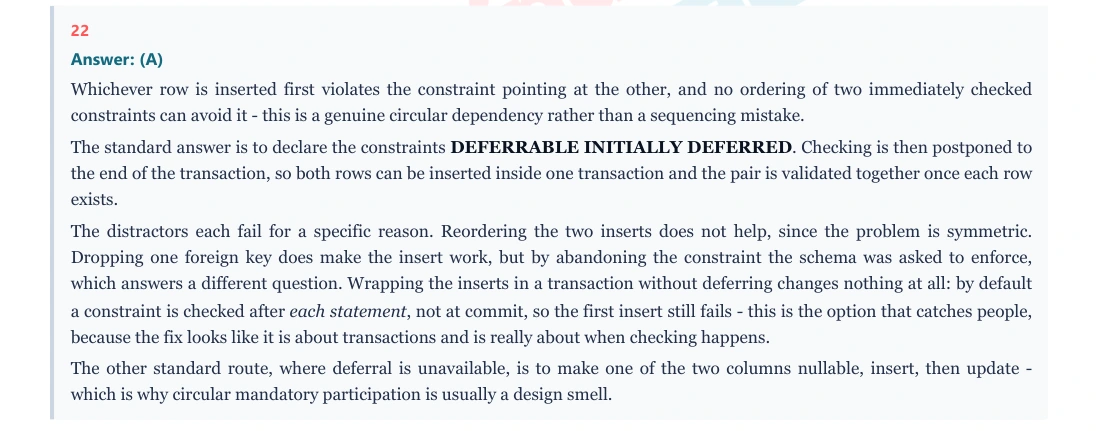 22
Answer: (A)
Whichever row is inserted first violates the constraint pointing at the other, and no ordering of two immediately checked
constraints can avoid it - this is a genuine circular dependency rather than a sequencing mistake.
The standard answer is to declare the constraints DEFERRABLE INITIALLY DEFERRED. Checking is then postponed to
the end of the transaction, so both rows can be inserted inside one transaction and the pair is validated together once each row
exists.
The distractors each fail for a specific reason. Reordering the two inserts does not help, since the problem is symmetric.
Dropping one foreign key does make the insert work, but by abandoning the constraint the schema was asked to enforce,
which answers a different question. Wrapping the inserts in a transaction without deferring changes nothing at all: by default
a constraint is checked after each statement, not at commit, so the first insert still fails - this is the option that catches people,
because the fix looks like it is about transactions and is really about when checking happens.
The other standard route, where deferral is unavailable, is to make one of the two columns nullable, insert, then update -
which is why circular mandatory participation is usually a design smell.